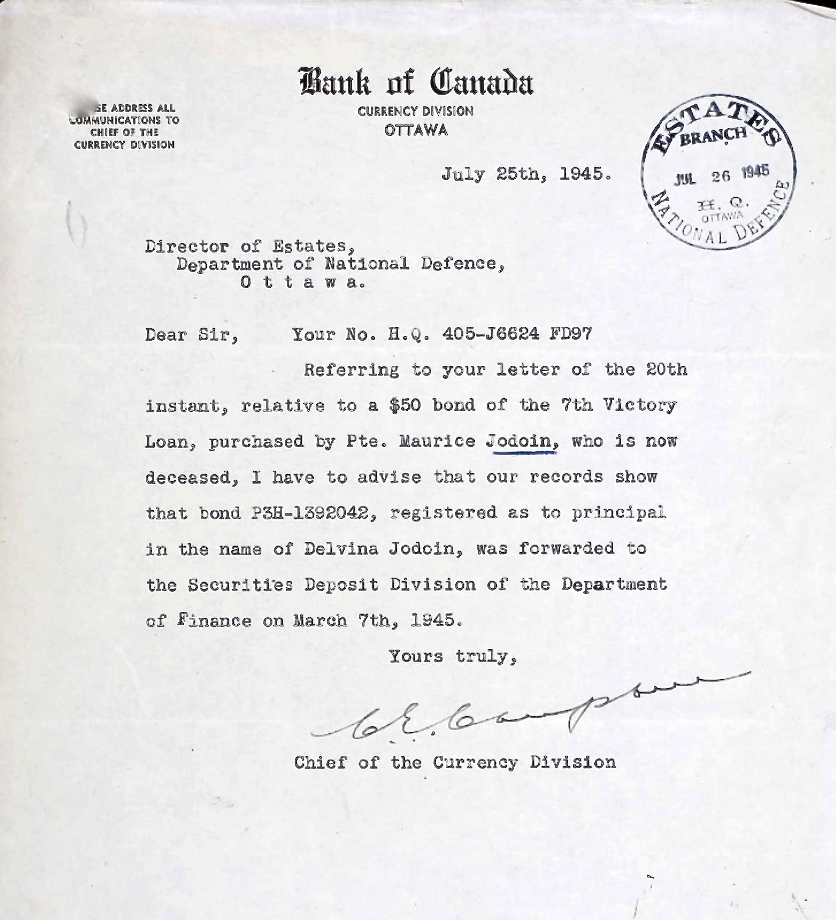 Bank of Canada
CURRENCY DIVISION
OTTAWA
SE ADDRESS ALL
COMMUNICATIONS TO
CHIEF OF THE
CURRENCY DIVISION
ESTATES
BRANCH
JUL 26 1945
H. Q.
OTTAWA
NATIONAL DEFENCE
July 25th, 1945.
Director of Estates,
Department of National Defence,
O t t a w a.
Dear Sir, Your No. H.Q. 405-J6624 FD97
Referring to your letter of the 20th
instant, relative to a $50 bond of the 7th Victory
Loan, purchased by Pte. Maurice Jodoin, who is now
deceased, I have to advise that our records show
that bond P3H-1392042, registered as to principal
in the name of Delvina Jodoin, was forwarded to
the Securities Deposit Division of the Department
of Finance on March 7th, 1945.
Yours truly,
Chief of the Currency Division